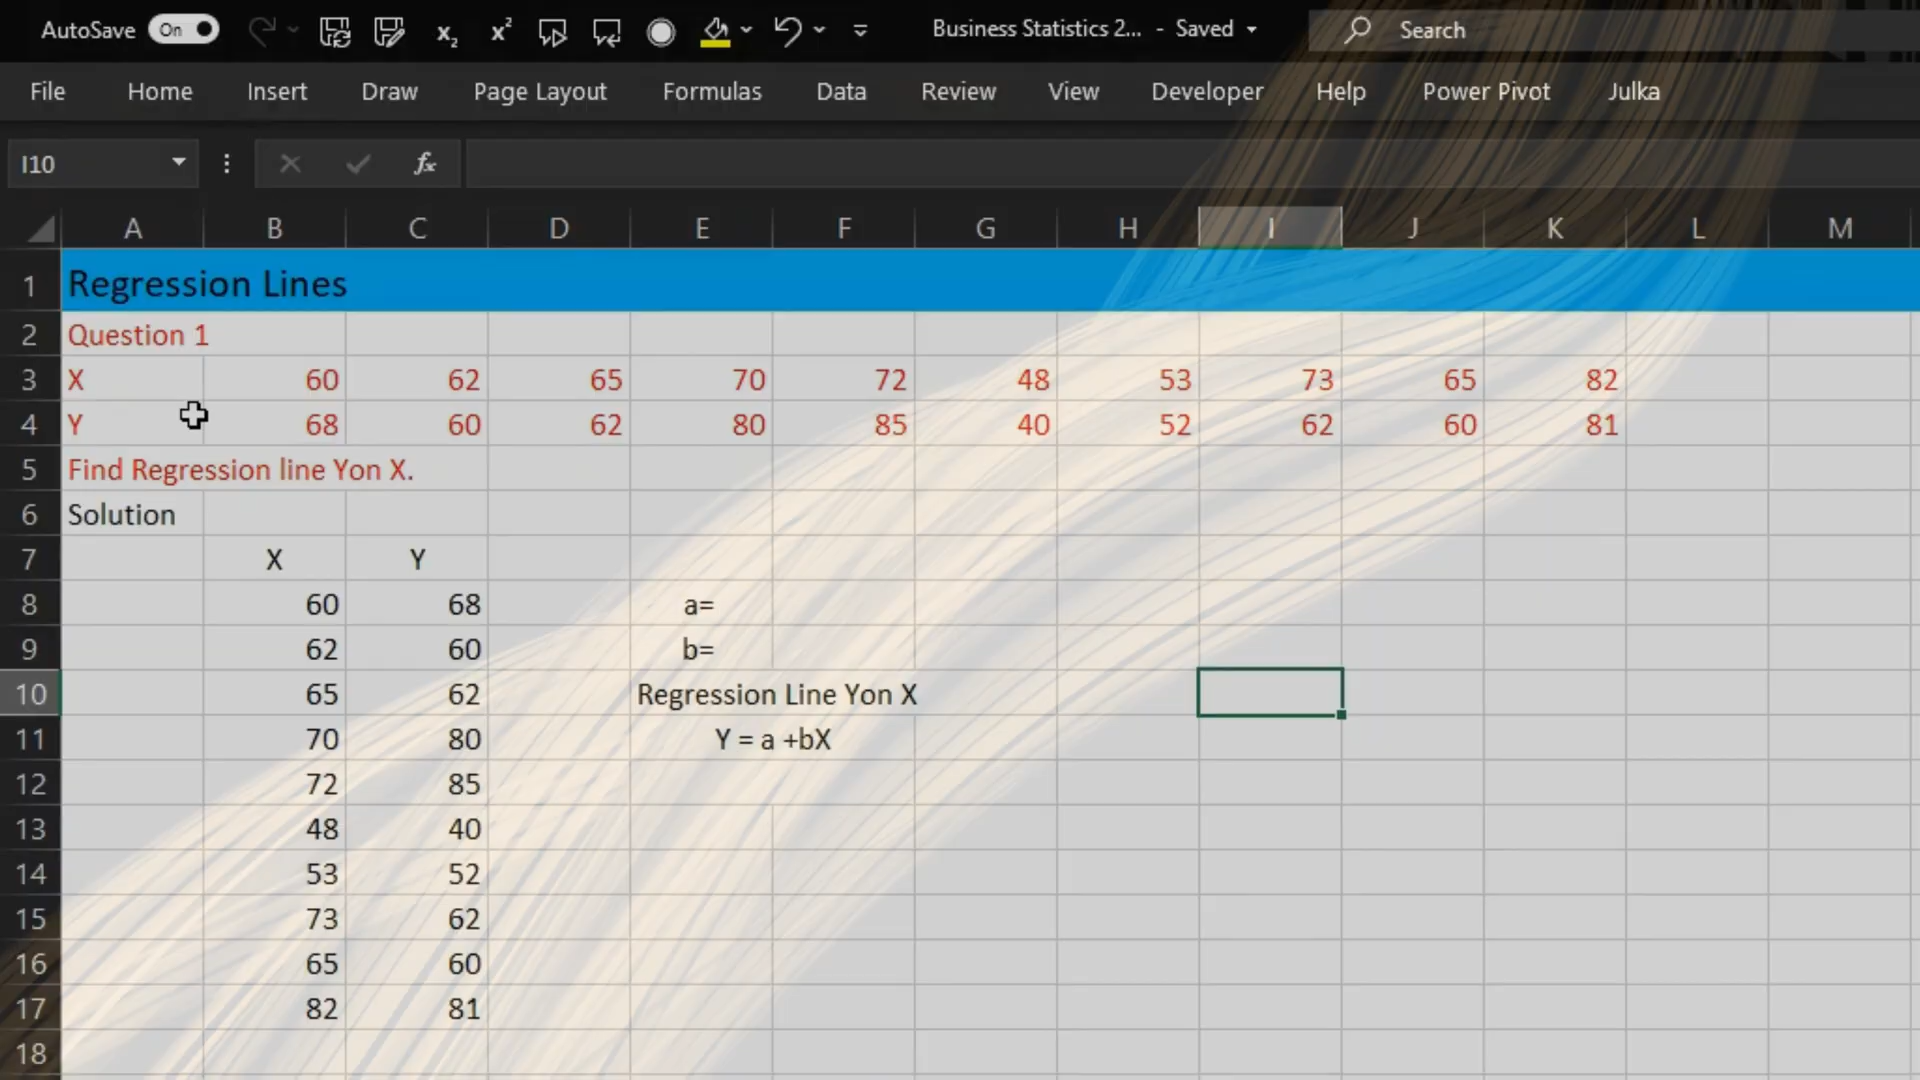 AutoSave On Business Statistics 2... - Saved Search
File Home Insert Draw Page Layout Formulas Data Review View Developer Help Power Pivot Julka
I10 fx
A B C D E F G H I J K L M
1 Regression Lines
2 Question 1
3 X 60 62 65 70 72 48 53 73 65 82
4 Y 68 60 62 80 85 40 52 62 60 81
5 Find Regression line Yon X.
6 Solution
7 X Y
8 60 68 a=
9 62 60 b=
10 65 62 Regression Line Yon X
11 70 80 Y = a +bX
12 72 85
13 48 40
14 53 52
15 73 62
16 65 60
17 82 81
18